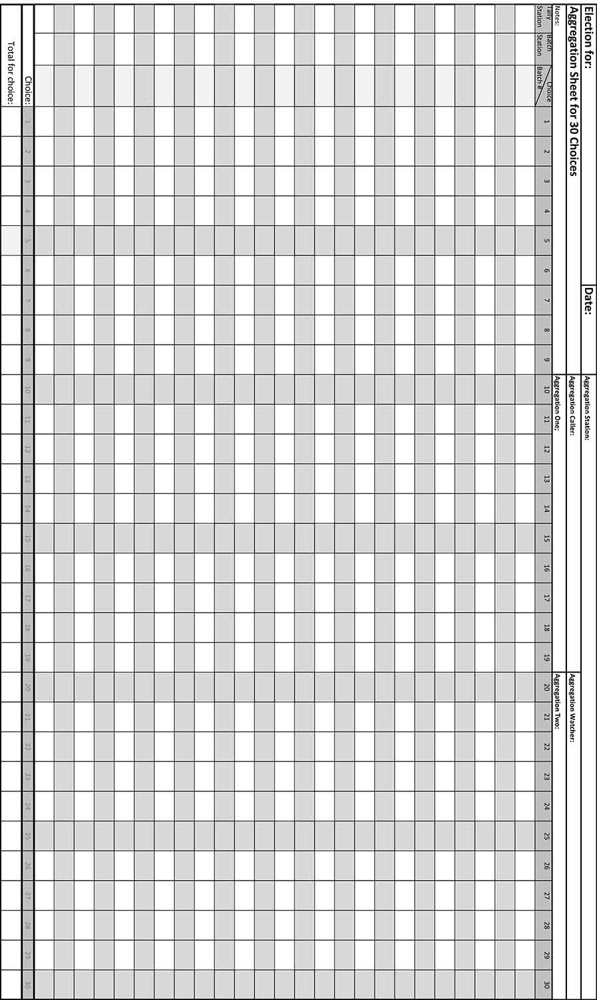 Election for: Date: Aggregation Station:
Aggregation Sheet for 30 Choices Aggregation Caller: Aggregation Watcher:
Notes: Aggregation One; Aggregation Two:
Tally Station Batch Station Choice Batch # 1 2 3 4 5 6 7 8 9 10 11 12 13 14 15 16 17 18 19 20 21 22 23 24 25 26 27 28 29 30
Choice: 1 2 3 4 5 6 7 8 9 10 11 12 13 14 15 16 17 18 19 20 21 22 23 24 25 26 27 28 29 30
Total for choice: